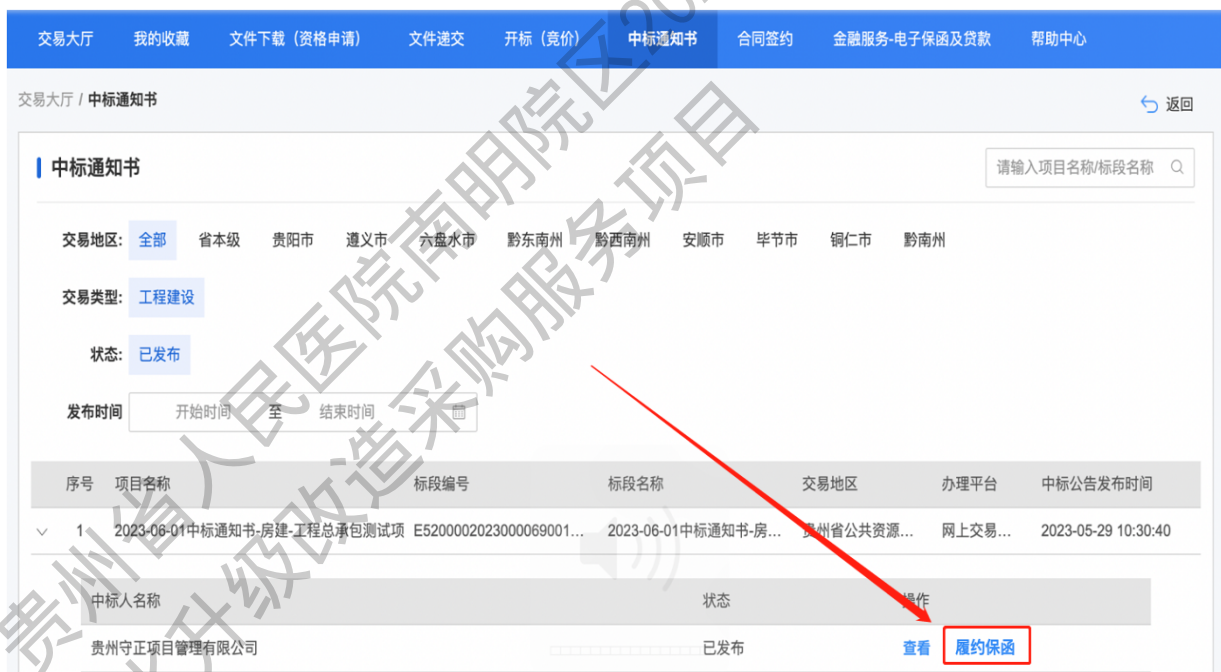 交易大厅 我的收藏 文件下载（资格申请） 文件递交 开标（竞价） 中标通知书 合同签约 金融服务-电子保函及贷款 帮助中心
交易大厅 / 中标通知书 返回
中标通知书 请输入项目名称/标段名称
交易地区: 全部 省本级 贵阳市 遵义市 六盘水市 黔东南州 黔西南州 安顺市 毕节市 铜仁市 黔南州
交易类型: 工程建设
状态: 已发布
发布时间 开始时间 至 结束时间
序号 项目名称 标段编号 标段名称 交易地区 办理平台 中标公告发布时间
1 2023-06-01中标通知书-房建-工程总承包测试项 E5200002023000069001... 2023-06-01中标通知书-房... 贵州省公共资源... 网上交易... 2023-05-29 10:30:40
中标人名称 状态 操作
贵州守正项目管理有限公司 已发布 查看 履约保函
贵州省人民医院南明院区20
升级改造采购服务项目